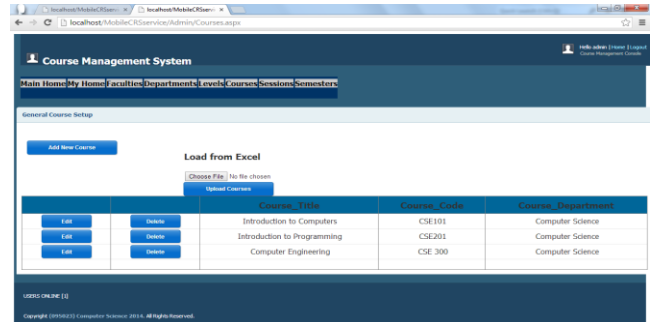 localhost/MobileCRSserv × localhost/MobileCRSservi ×
localhost/MobileCRSservice/Admin/Courses.aspx
Hello admin |Home |Logout
Course Management Console
Course Management System
Main Home My Home Faculties Departments Levels Courses Sessions Semesters
General Course Setup
Add New Course
Load from Excel
Choose File No file chosen
Upload Courses
Course_Title Course_Code Course_Department
Edit Delete Introduction to Computers CSE101 Computer Science
Edit Delete Introduction to Programming CSE201 Computer Science
Edit Delete Computer Engineering CSE 300 Computer Science
USERS ONLINE [1]
Copyright (095023) Computer Science 2014. All Rights Reserved.